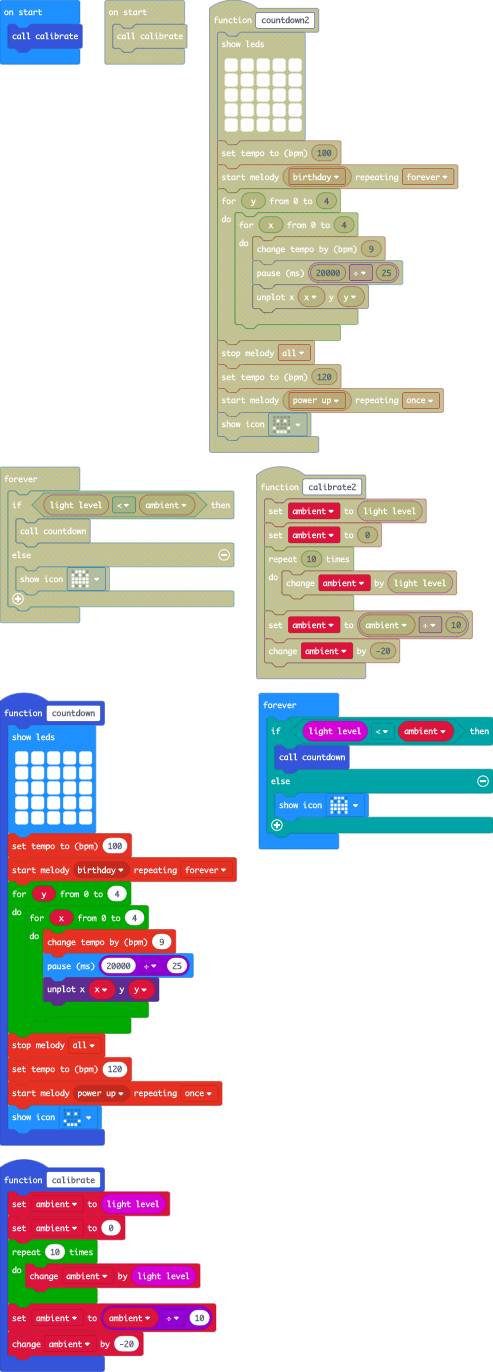 on start
call calibrate
on start
call calibrate
function countdown2
show leds
set tempo to (bpm) 100
start melody birthday repeating forever
for y from 0 to 4
do
for x from 0 to 4
do
change tempo by (bpm) 9
pause (ms) 20000 ÷ 25
unplot x x y y
stop melody all
set tempo to (bpm) 120
start melody power up repeating once
show icon
forever
if light level < ambient then
call countdown
else
show icon
function calibrate2
set ambient to light level
set ambient to 0
repeat 10 times
do
change ambient by light level
set ambient to ambient ÷ 10
change ambient by -20
function countdown
show leds
set tempo to (bpm) 100
start melody birthday repeating forever
for y from 0 to 4
do
for x from 0 to 4
do
change tempo by (bpm) 9
pause (ms) 20000 ÷ 25
unplot x x y y
stop melody all
set tempo to (bpm) 120
start melody power up repeating once
show icon
forever
if light level < ambient then
call countdown
else
show icon
function calibrate
set ambient to light level
set ambient to 0
repeat 10 times
do
change ambient by light level
set ambient to ambient ÷ 10
change ambient by -20